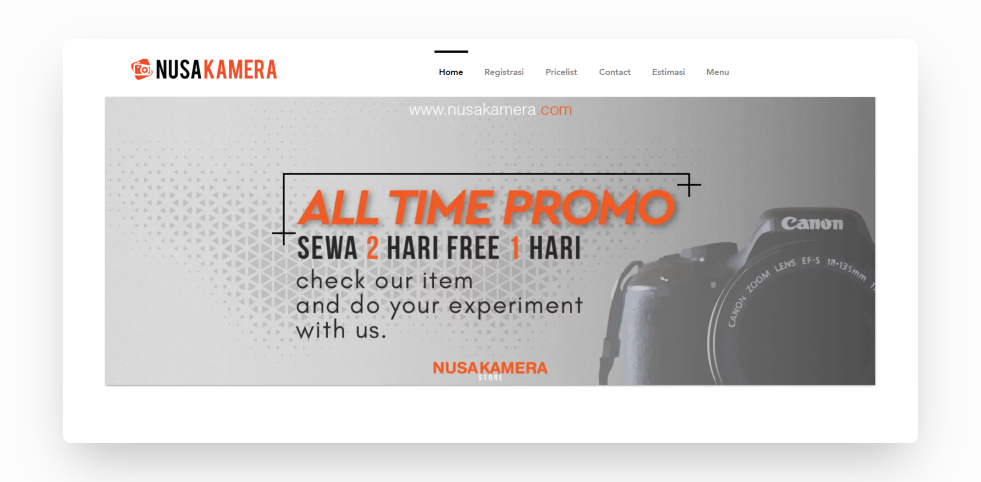 NUSAKAMERA
Home Registrasi Pricelist Contact Estimasi Menu
www.nusakamera.com
ALL TIME PROMO
SEWA 2 HARI FREE 1 HARI
check our item
and do your experiment
with us.
Canon
CANON ZOOM LENS EF-S 18-135mm
NUSAKAMERA
STORE